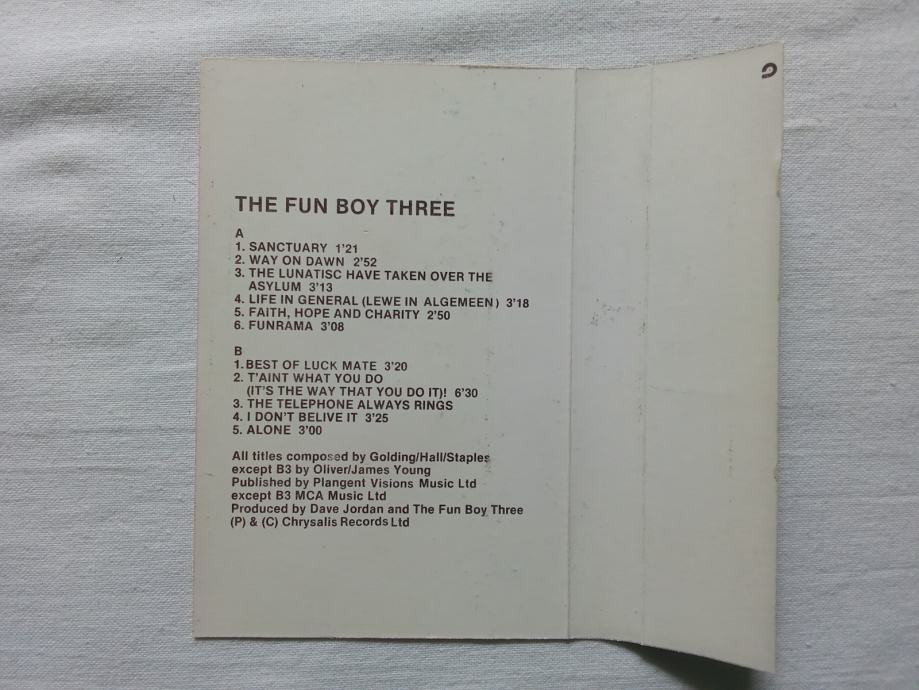 THE FUN BOY THREE
A
1. SANCTUARY 1'21
2. WAY ON DAWN 2'52
3. THE LUNATISC HAVE TAKEN OVER THE
ASYLUM 3'13
4. LIFE IN GENERAL (LEWE IN ALGEMEEN) 3'18
5. FAITH, HOPE AND CHARITY 2'50
6. FUNRAMA 3'08
B
1. BEST OF LUCK MATE 3'20
2. T'AINT WHAT YOU DO
(IT'S THE WAY THAT YOU DO IT)! 6'30
3. THE TELEPHONE ALWAYS RINGS
4. I DON'T BELIVE IT 3'25
5. ALONE 3'00
All titles composed by Golding/Hall/Staples
except B3 by Oliver/James Young
Published by Plangent Visions Music Ltd
except B3 MCA Music Ltd
Produced by Dave Jordan and The Fun Boy Three
(P) & (C) Chrysalis Records Ltd